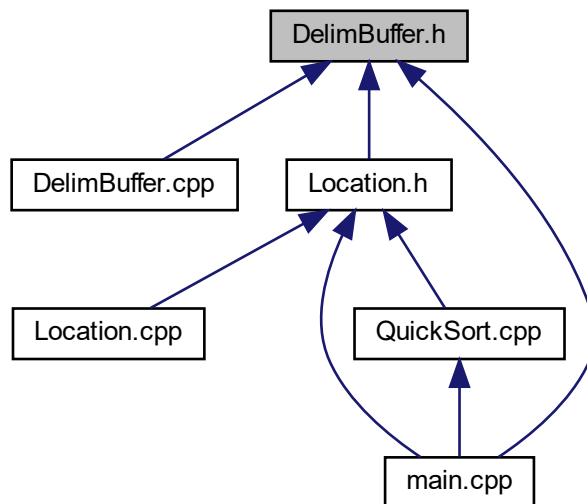 DelimBuffer.h
DelimBuffer.cpp
Location.h
Location.cpp
QuickSort.cpp
main.cpp